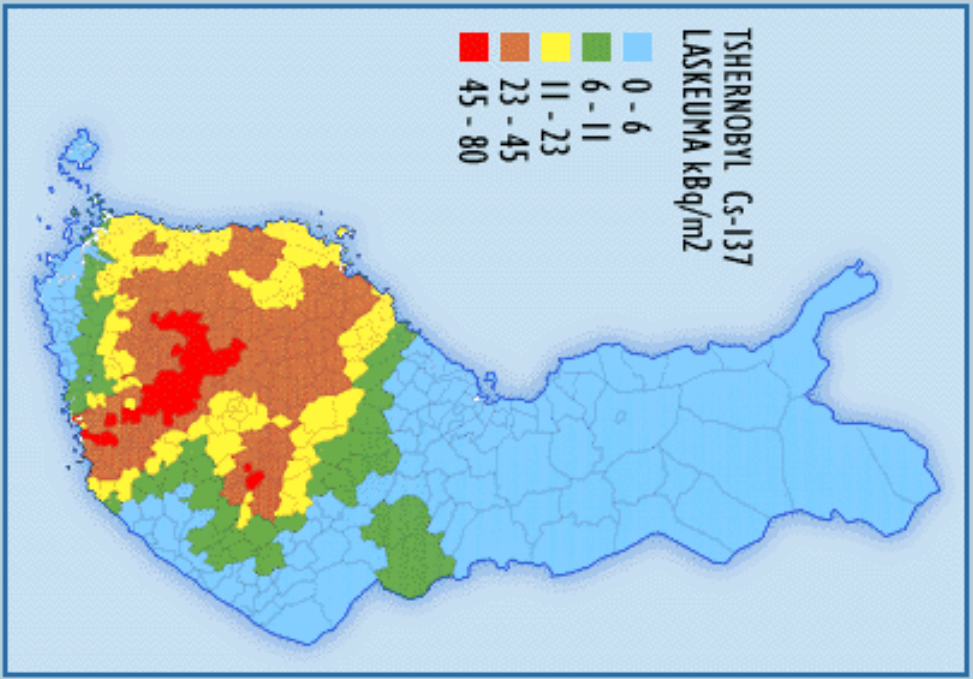 TSHERNOBYL Cs-137
LASKEUMA kBq/m2
0 - 6
6 - 11
11 - 23
23 - 45
45 - 80